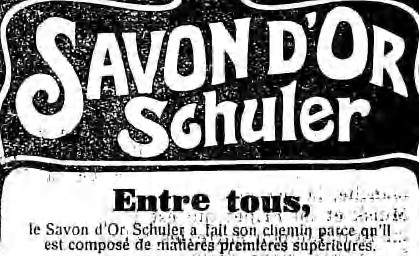 SAVON D'OR
Schuler
Entre tous,
le Savon d'Or Schuler a fait son chemin parce qu'il
est composé de matières premières supérieures.